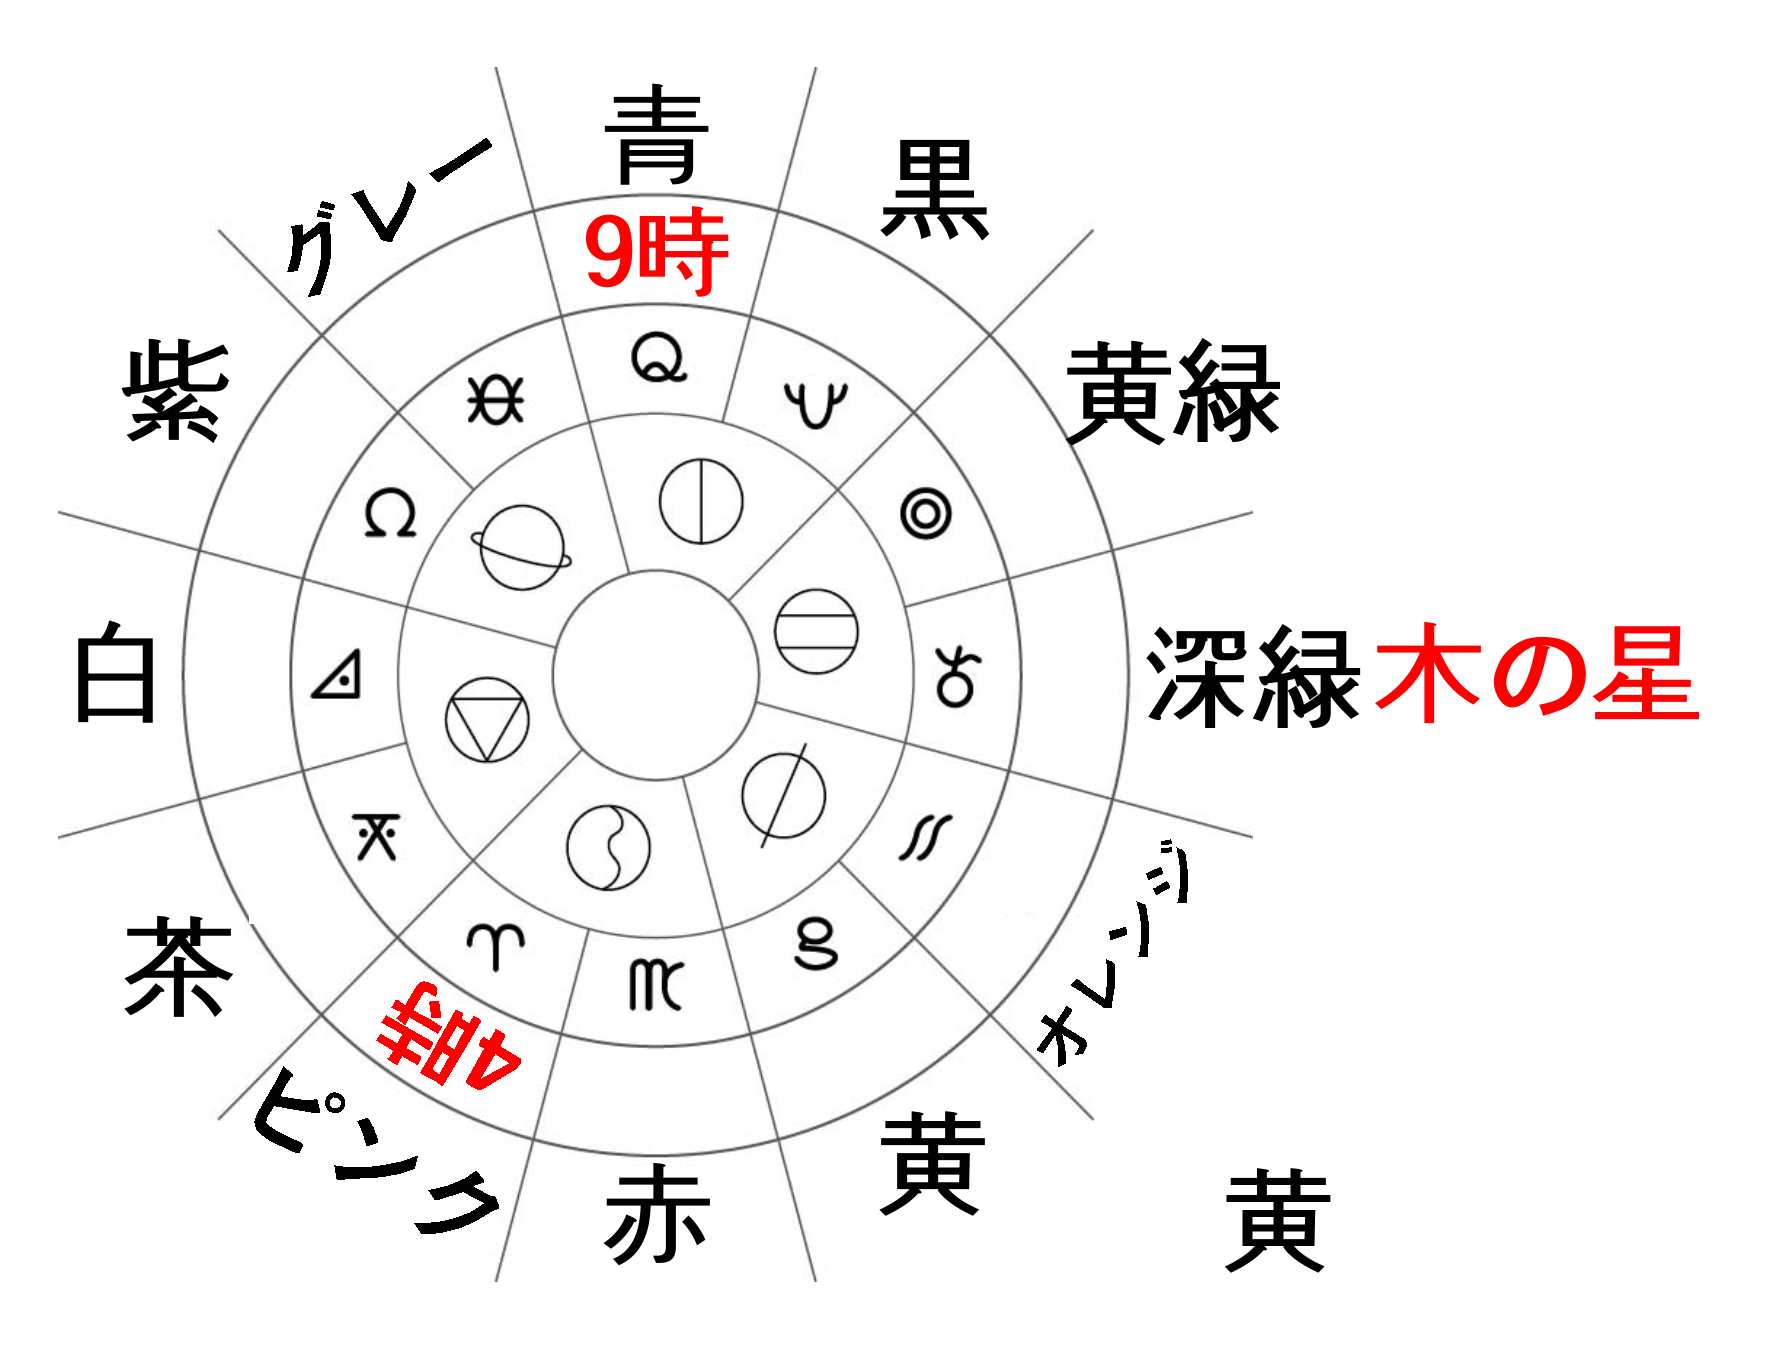 青
黒
グレー
9時
紫
黄緑
白
深緑 木の星
茶
オレンジ
4時
ピンク
赤
黄
黄